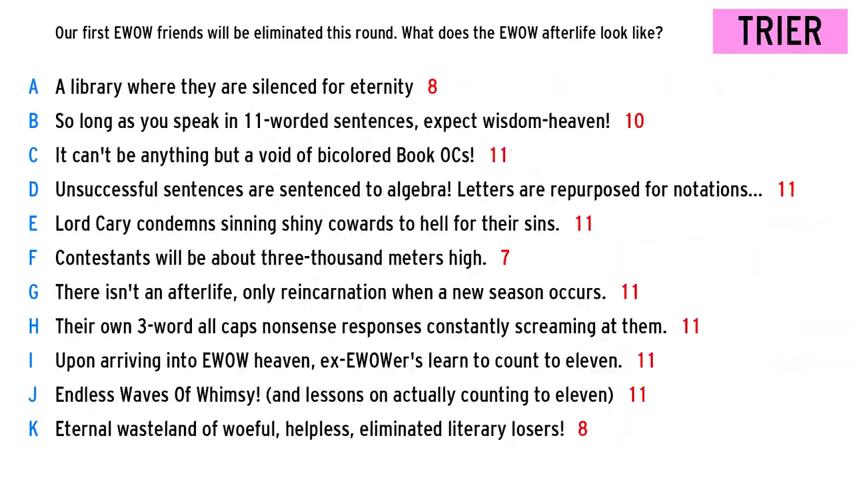 Our first EWOW friends will be eliminated this round. What does the EWOW afterlife look like?
TRIER
A A library where they are silenced for eternity 8
B So long as you speak in 11-worded sentences, expect wisdom-heaven! 10
C It can't be anything but a void of bicolored Book OCs! 11
D Unsuccessful sentences are sentenced to algebra! Letters are repurposed for notations... 11
E Lord Cary condemns sinning shiny cowards to hell for their sins. 11
F Contestants will be about three-thousand meters high. 7
G There isn't an afterlife, only reincarnation when a new season occurs. 11
H Their own 3-word all caps nonsense responses constantly screaming at them. 11
I Upon arriving into EWOW heaven, ex-EWOWer's learn to count to eleven. 11
J Endless Waves Of Whimsy! (and lessons on actually counting to eleven) 11
K Eternal wasteland of woeful, helpless, eliminated literary losers! 8